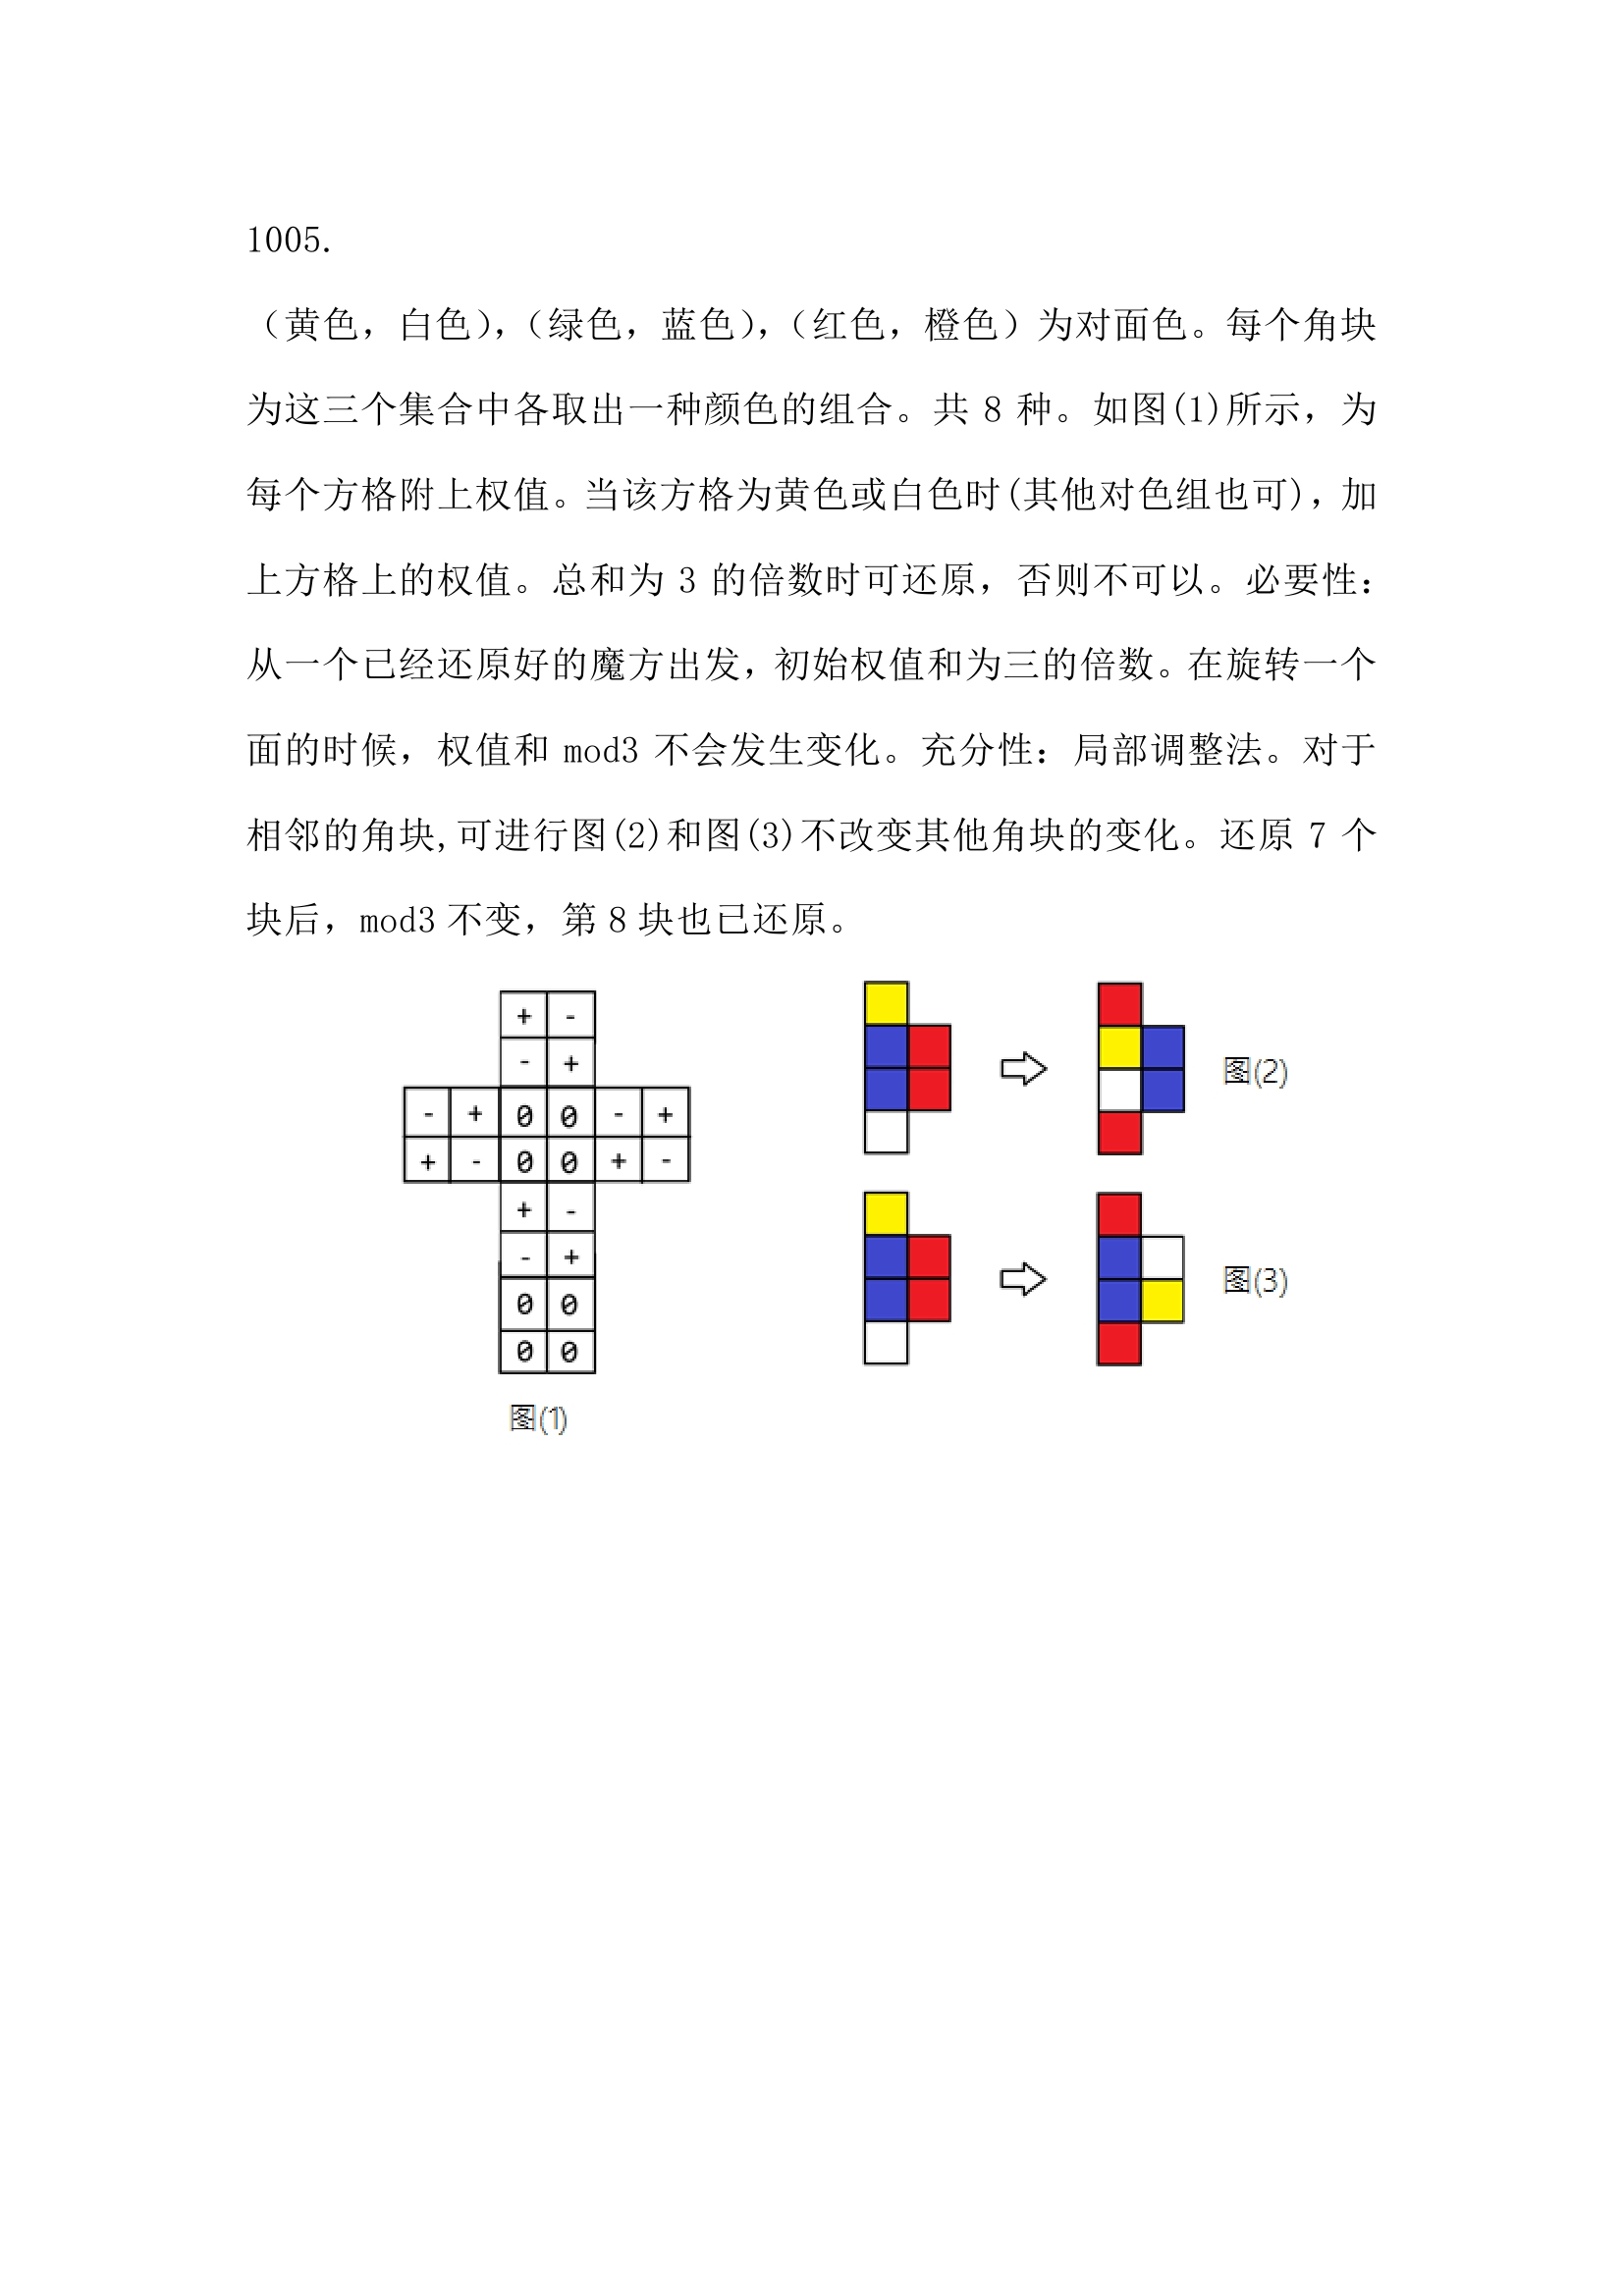 1005.
（黄色，白色），（绿色，蓝色），（红色，橙色）为对面色。每个角块
为这三个集合中各取出一种颜色的组合。共 8 种。如图(1)所示，为
每个方格附上权值。当该方格为黄色或白色时(其他对色组也可)，加
上方格上的权值。总和为 3 的倍数时可还原，否则不可以。必要性：
从一个已经还原好的魔方出发，初始权值和为三的倍数。在旋转一个
面的时候，权值和 mod3 不会发生变化。充分性：局部调整法。对于
相邻的角块,可进行图(2)和图(3)不改变其他角块的变化。还原 7 个
块后，mod3 不变，第 8 块也已还原。
+ -
- +
- + 0 0 - +
+ - 0 0 + -
+ -
- +
0 0
0 0
图(1)
图(2)
图(3)